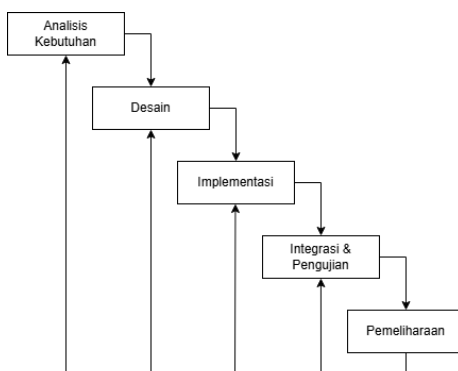 Analisis
Kebutuhan
Desain
Implementasi
Integrasi &
Pengujian
Pemeliharaan